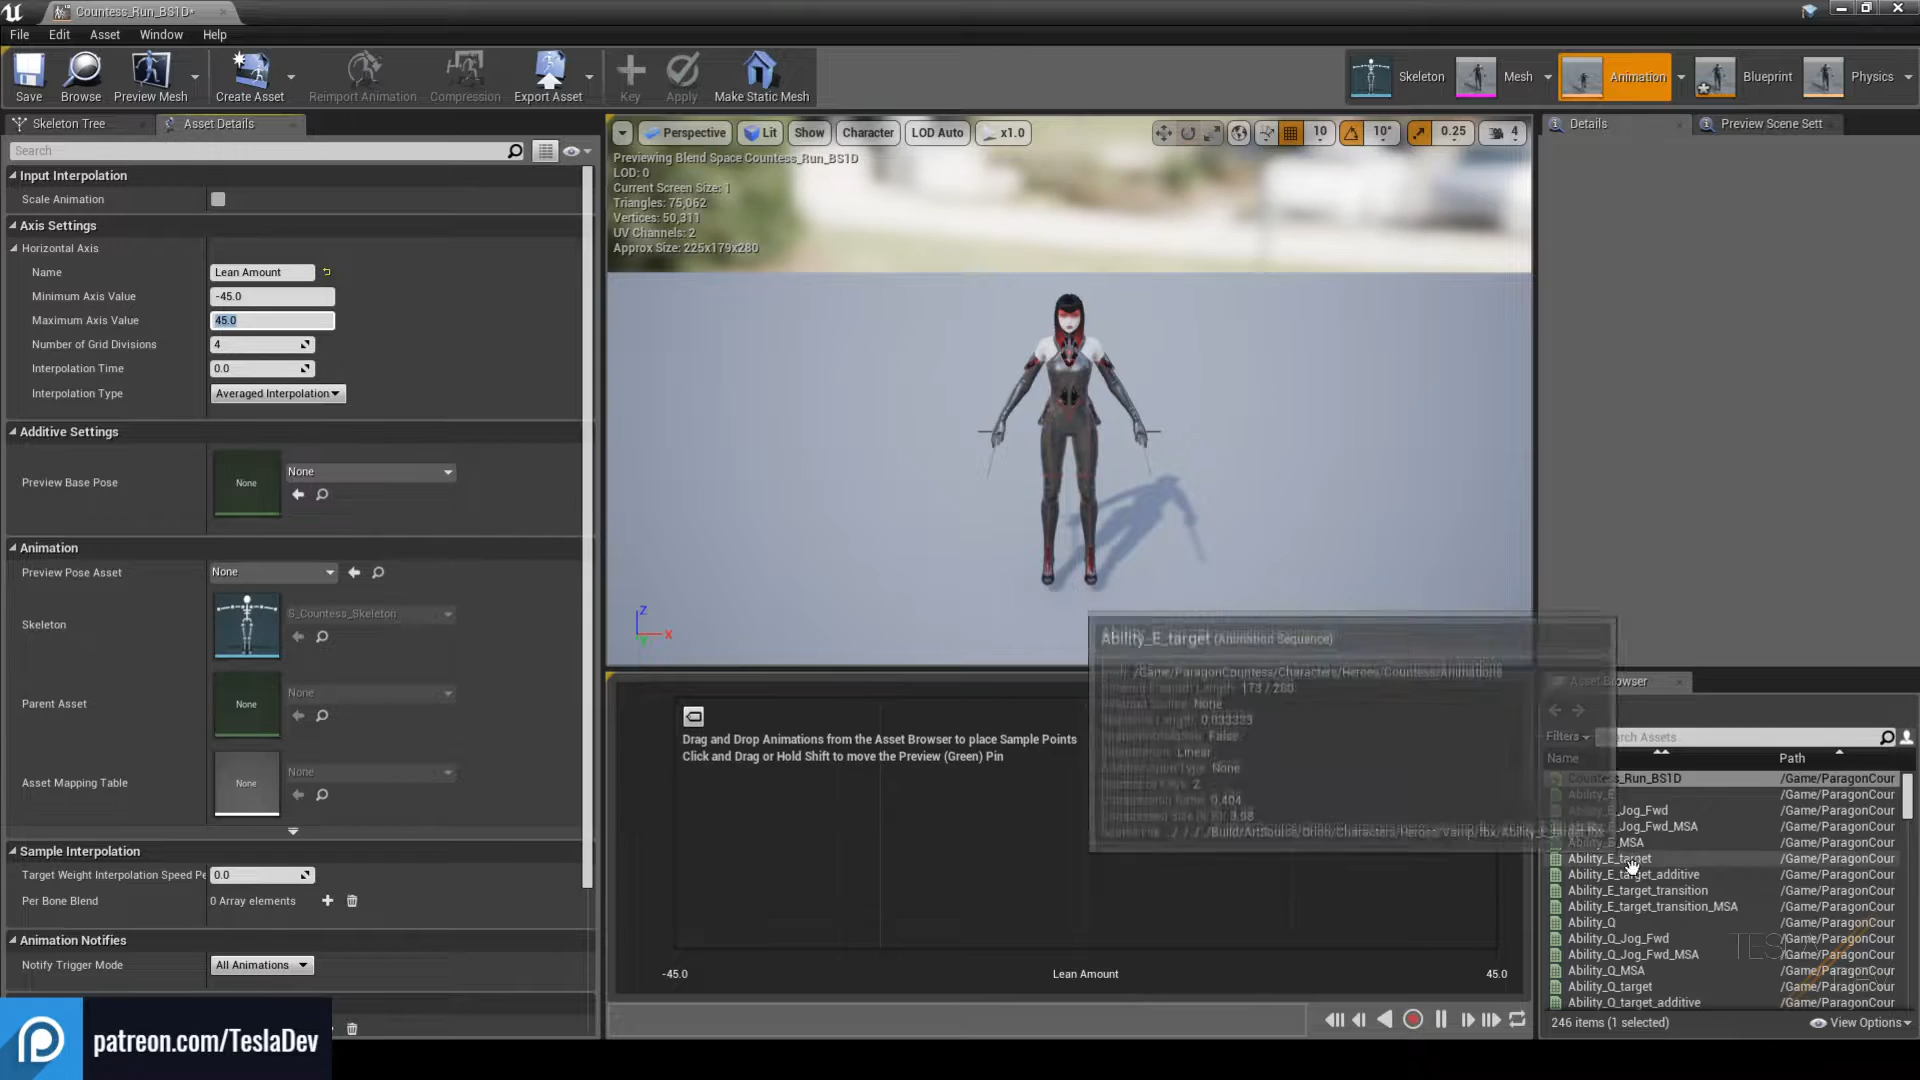 Countess_Run_BS1D*
File Edit Asset Window Help
Save Browse Preview Mesh Create Asset Reimport Animation Compression Export Asset Key Apply Make Static Mesh
Skeleton Mesh Animation Blueprint Physics
Skeleton Tree Asset Details
Search
Input Interpolation
Scale Animation
Axis Settings
Horizontal Axis
Name Lean Amount
Minimum Axis Value -45.0
Maximum Axis Value 45.0
Number of Grid Divisions 4
Interpolation Time 0.0
Interpolation Type Averaged Interpolation
Additive Settings
Preview Base Pose None None
Animation
Preview Pose Asset None
Skeleton S_Countess_Skeleton
Parent Asset None None
Asset Mapping Table None None
Sample Interpolation
Target Weight Interpolation Speed Pe 0.0
Per Bone Blend 0 Array elements
Animation Notifies
Notify Trigger Mode All Animations
patreon.com/TeslaDev
Perspective Lit Show Character LOD Auto x1.0 10 10° 0.25 4
Previewing Blend Space Countess_Run_BS1D
LOD: 0
Current Screen Size: 1
Triangles: 75,062
Vertices: 50,311
UV Channels: 2
Approx Size: 225x179x280
Z
X
Y
Drag and Drop Animations from the Asset Browser to place Sample Points
Click and Drag or Hold Shift to move the Preview (Green) Pin
-45.0 Lean Amount 45.0
Ability_E_target (Animation Sequence)
/Game/ParagonCountess/Characters/Heroes/Countess/Animations
None
0.033333
False
Linear
None
2
0.404
Details Preview Scene Sett
Asset Browser
Filters
Name Path
Countess_Run_BS1D /Game/ParagonCour
Ability_E /Game/ParagonCour
_Jog_Fwd /Game/ParagonCour
_Jog_Fwd_MSA /Game/ParagonCour
_MSA /Game/ParagonCour
Ability_E_target /Game/ParagonCour
Ability_E_target_additive /Game/ParagonCour
Ability_E_target_transition /Game/ParagonCour
Ability_E_target_transition_MSA /Game/ParagonCour
Ability_Q /Game/ParagonCour
Ability_Q_Jog_Fwd /Game/ParagonCour
Ability_Q_Jog_Fwd_MSA /Game/ParagonCour
Ability_Q_MSA /Game/ParagonCour
Ability_Q_target /Game/ParagonCour
Ability_Q_target_additive /Game/ParagonCour
246 items (1 selected) View Options